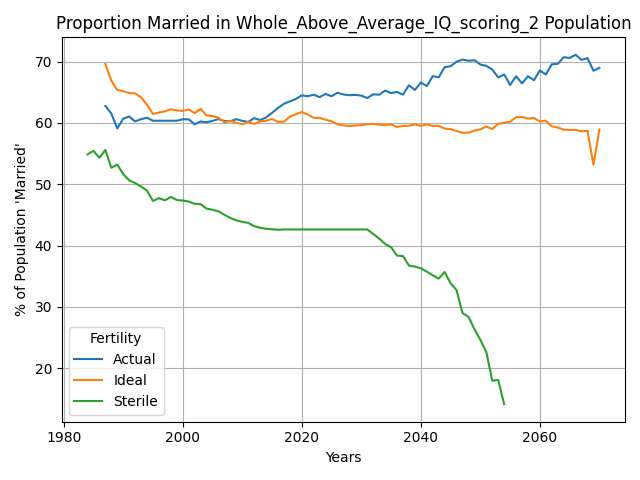 Proportion Married in Whole_Above_Average_IQ_scoring_2 Population
% of Population 'Married'
70
60
50
40
30
20
Fertility
Actual
Ideal
Sterile
1980
2000
2020
2040
2060
Years